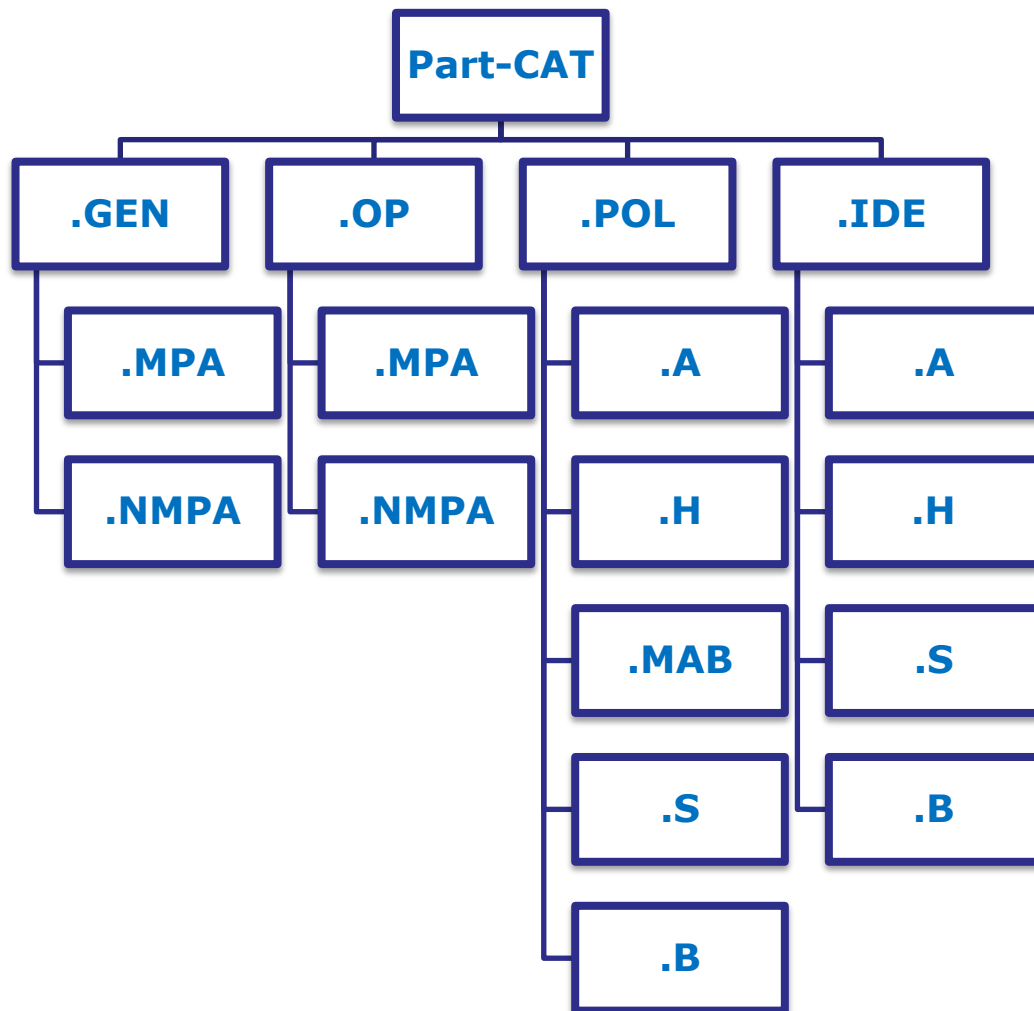 Part-CAT
.GEN
.OP
.POL
.IDE
.MPA
.MPA
.A
.A
.NMPA
.NMPA
.H
.H
.MAB
.S
.S
.B
.B